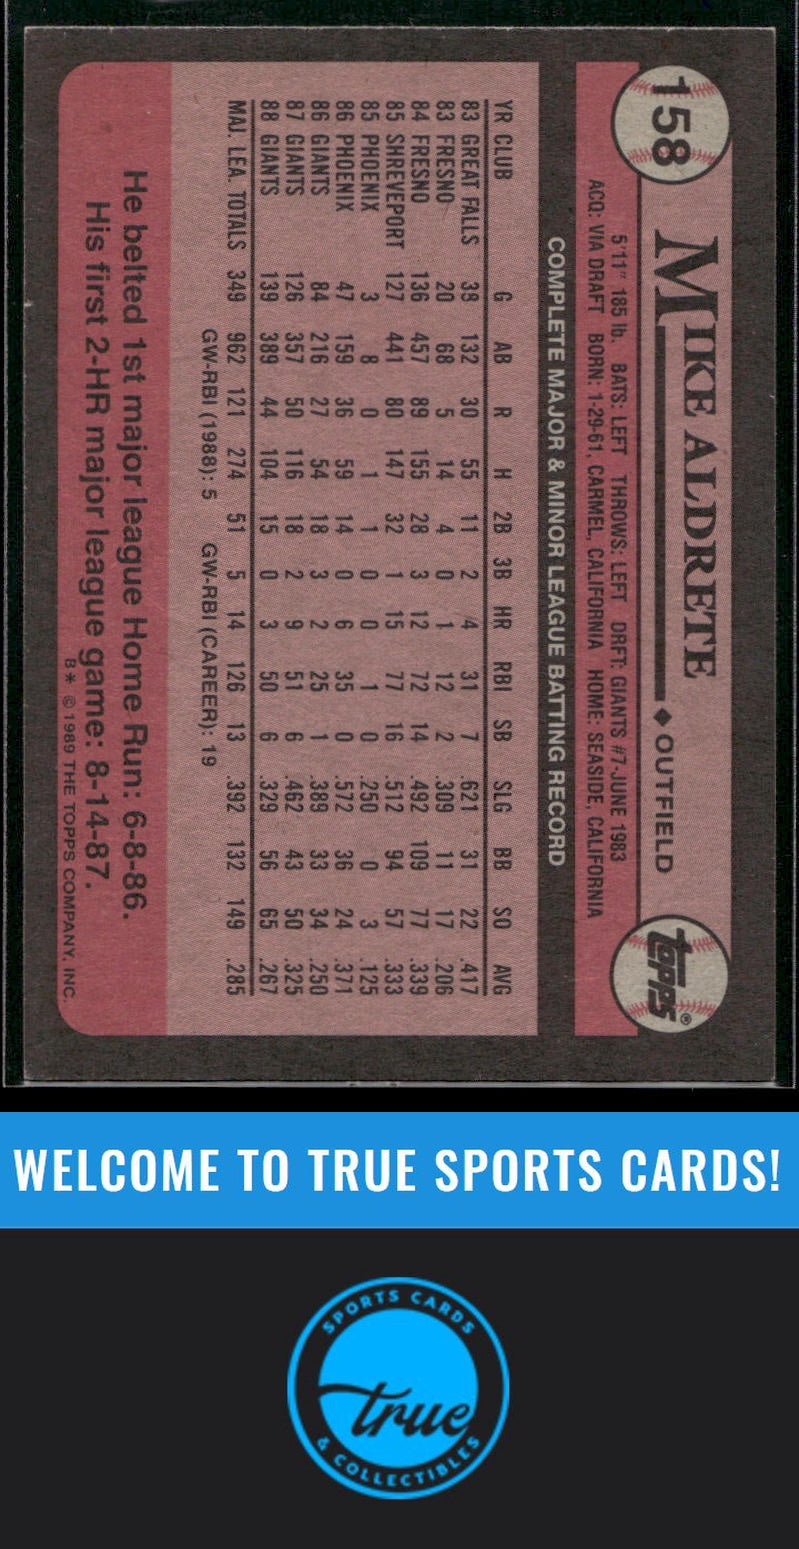 158
MIKE ALDRETE ◆ OUTFIELD
Topps®
5'11" 185 lb. BATS: LEFT THROWS: LEFT DRFT: GIANTS #7-JUNE 1983
ACQ: VIA DRAFT BORN: 1-29-61, CARMEL, CALIFORNIA HOME: SEASIDE, CALIFORNIA
COMPLETE MAJOR & MINOR LEAGUE BATTING RECORD
YR CLUB G AB R H 2B 3B HR RBI SB SLG BB SO AVG
83 GREAT FALLS 38 132 30 55 11 2 4 31 7 .621 31 22 .417
83 FRESNO 20 68 5 14 4 0 1 12 2 .309 11 17 .206
84 FRESNO 136 457 89 155 28 3 12 72 14 .492 109 77 .339
85 SHREVEPORT 127 441 80 147 32 1 15 77 16 .512 94 57 .333
85 PHOENIX 3 8 0 1 1 0 0 1 0 .250 0 3 .125
86 PHOENIX 47 159 36 59 14 0 6 35 0 .572 36 24 .371
86 GIANTS 84 216 27 54 18 3 2 25 1 .389 33 34 .250
87 GIANTS 126 357 50 116 18 2 9 51 6 .462 43 50 .325
88 GIANTS 139 389 44 104 15 0 3 50 6 .329 56 65 .267
MAJ. LEA. TOTALS 349 962 121 274 51 5 14 126 13 .392 132 149 .285
GW-RBI (1988): 5 GW-RBI (CAREER): 19
He belted 1st major league Home Run: 6-8-86.
His first 2-HR major league game: 8-14-87.
B* © 1989 THE TOPPS COMPANY, INC.
WELCOME TO TRUE SPORTS CARDS!
SPORTS CARDS
true
& COLLECTIBLES